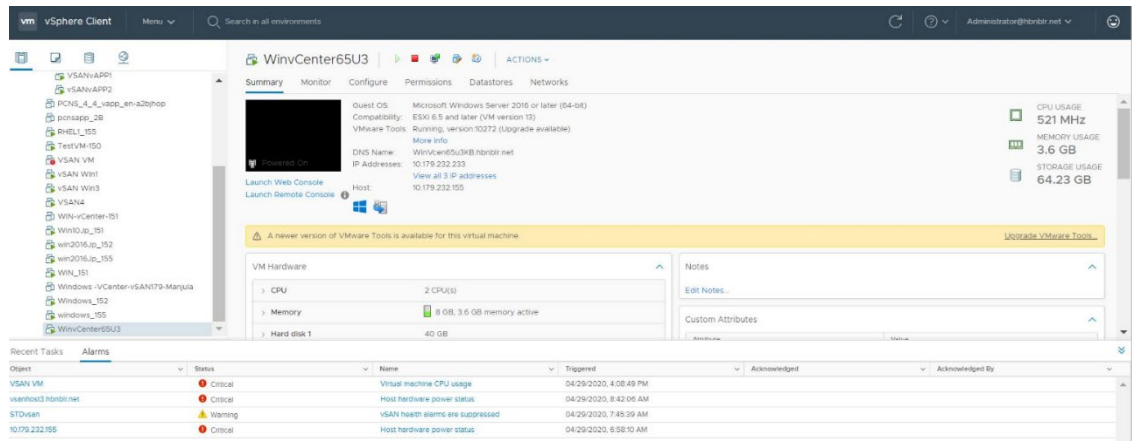 vm vSphere Client Menu Search in all environments Administrator@hbnblr.net
VSANvAPP1
vSANvAPP2
PCNS_4_4_vapp_en-a2bjhop
pcnsapp_2B
RHEL1_155
TestVM-150
VSAN VM
vSAN Win1
vSAN Win3
VSAN4
WIN-vCenter-151
Win10.jp_151
win2016.jp_152
win2016.jp_155
WIN_151
Windows -VCenter-vSAN179-Manjula
Windows_152
windows_155
WinvCenter65U3
WinvCenter65U3 ACTIONS
Summary Monitor Configure Permissions Datastores Networks
Powered On
Launch Web Console
Launch Remote Console
Guest OS: Microsoft Windows Server 2016 or later (64-bit)
Compatibility: ESXi 6.5 and later (VM version 13)
VMware Tools: Running, version:10272 (Upgrade available)
More info
DNS Name: WinVcen65u3KB.hbnblr.net
IP Addresses: 10.179.232.233
View all 3 IP addresses
Host: 10.179.232.155
CPU USAGE
521 MHz
MEMORY USAGE
3.6 GB
STORAGE USAGE
64.23 GB
A newer version of VMware Tools is available for this virtual machine. Upgrade VMware Tools...
VM Hardware
CPU 2 CPU(s)
Memory 8 GB, 3.6 GB memory active
Hard disk 1 40 GB
Notes
Edit Notes...
Custom Attributes
Attribute Value
Recent Tasks Alarms
Object Status Name Triggered Acknowledged Acknowledged By
VSAN VM Critical Virtual machine CPU usage 04/29/2020, 4:08:49 PM
vsanhost3.hbnblr.net Critical Host hardware power status 04/29/2020, 8:42:06 AM
STDvsan Warning vSAN health alarms are suppressed 04/29/2020, 7:45:39 AM
10.179.232.155 Critical Host hardware power status 04/29/2020, 6:58:10 AM